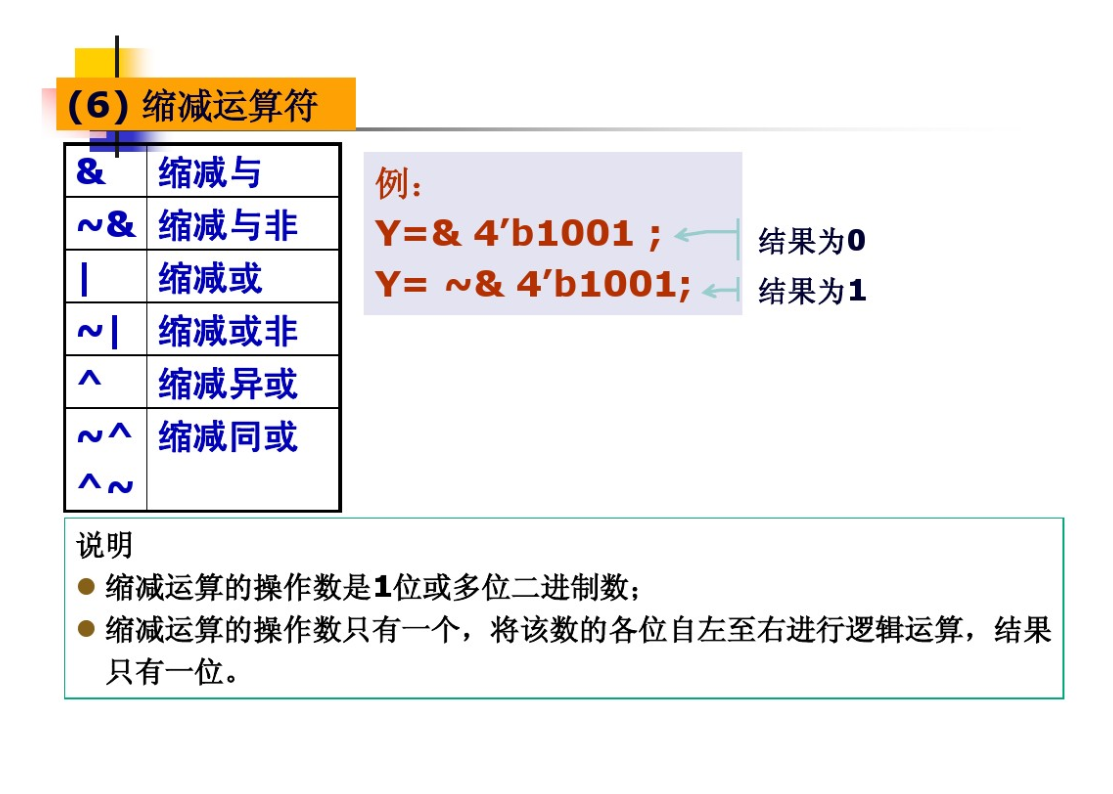 (6) 缩减运算符
& 缩减与
~& 缩减与非
| 缩减或
~| 缩减或非
^ 缩减异或
~^ 缩减同或
^~
例：
Y=& 4′b1001 ; 结果为0
Y= ~& 4′b1001; 结果为1
说明
缩减运算的操作数是1位或多位二进制数；
缩减运算的操作数只有一个，将该数的各位自左至右进行逻辑运算，结果
只有一位。